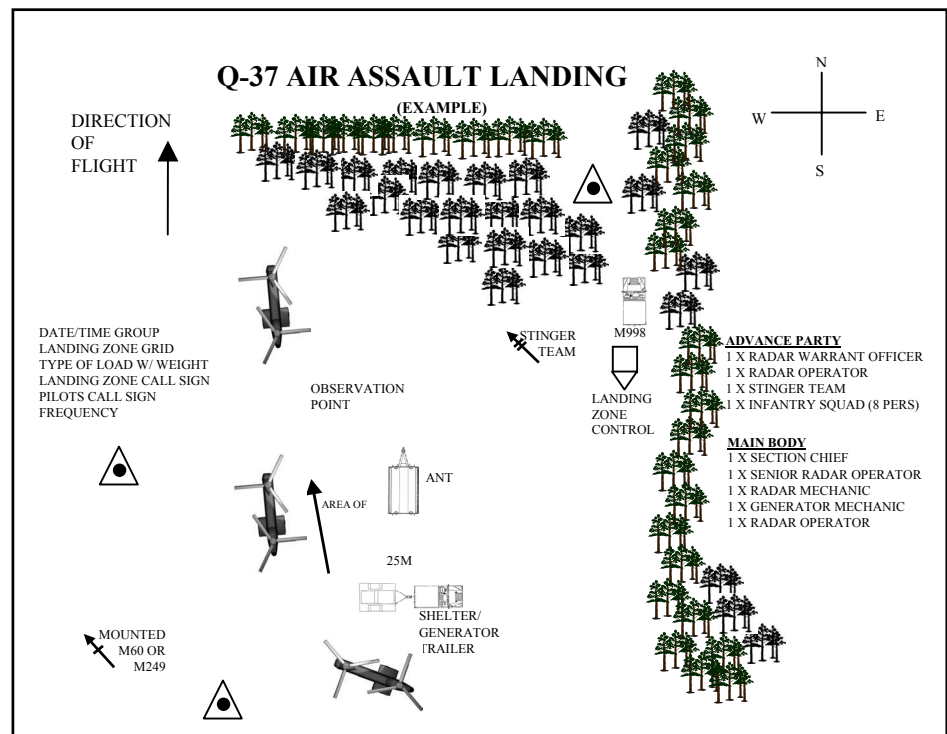 Q-37 AIR ASSAULT LANDING
(EXAMPLE)
DIRECTION
OF
FLIGHT
N
W
E
S
DATE/TIME GROUP
LANDING ZONE GRID
TYPE OF LOAD W/ WEIGHT
LANDING ZONE CALL SIGN
PILOTS CALL SIGN
FREQUENCY
OBSERVATION
POINT
STINGER
TEAM
M998
LANDING
ZONE
CONTROL
ADVANCE PARTY
1 X RADAR WARRANT OFFICER
1 X RADAR OPERATOR
1 X STINGER TEAM
1 X INFANTRY SQUAD (8 PERS)
MAIN BODY
1 X SECTION CHIEF
1 X SENIOR RADAR OPERATOR
1 X RADAR MECHANIC
1 X GENERATOR MECHANIC
1 X RADAR OPERATOR
ANT
AREA OF
25M
SHELTER/
GENERATOR
TRAILER
MOUNTED
M60 OR
M249